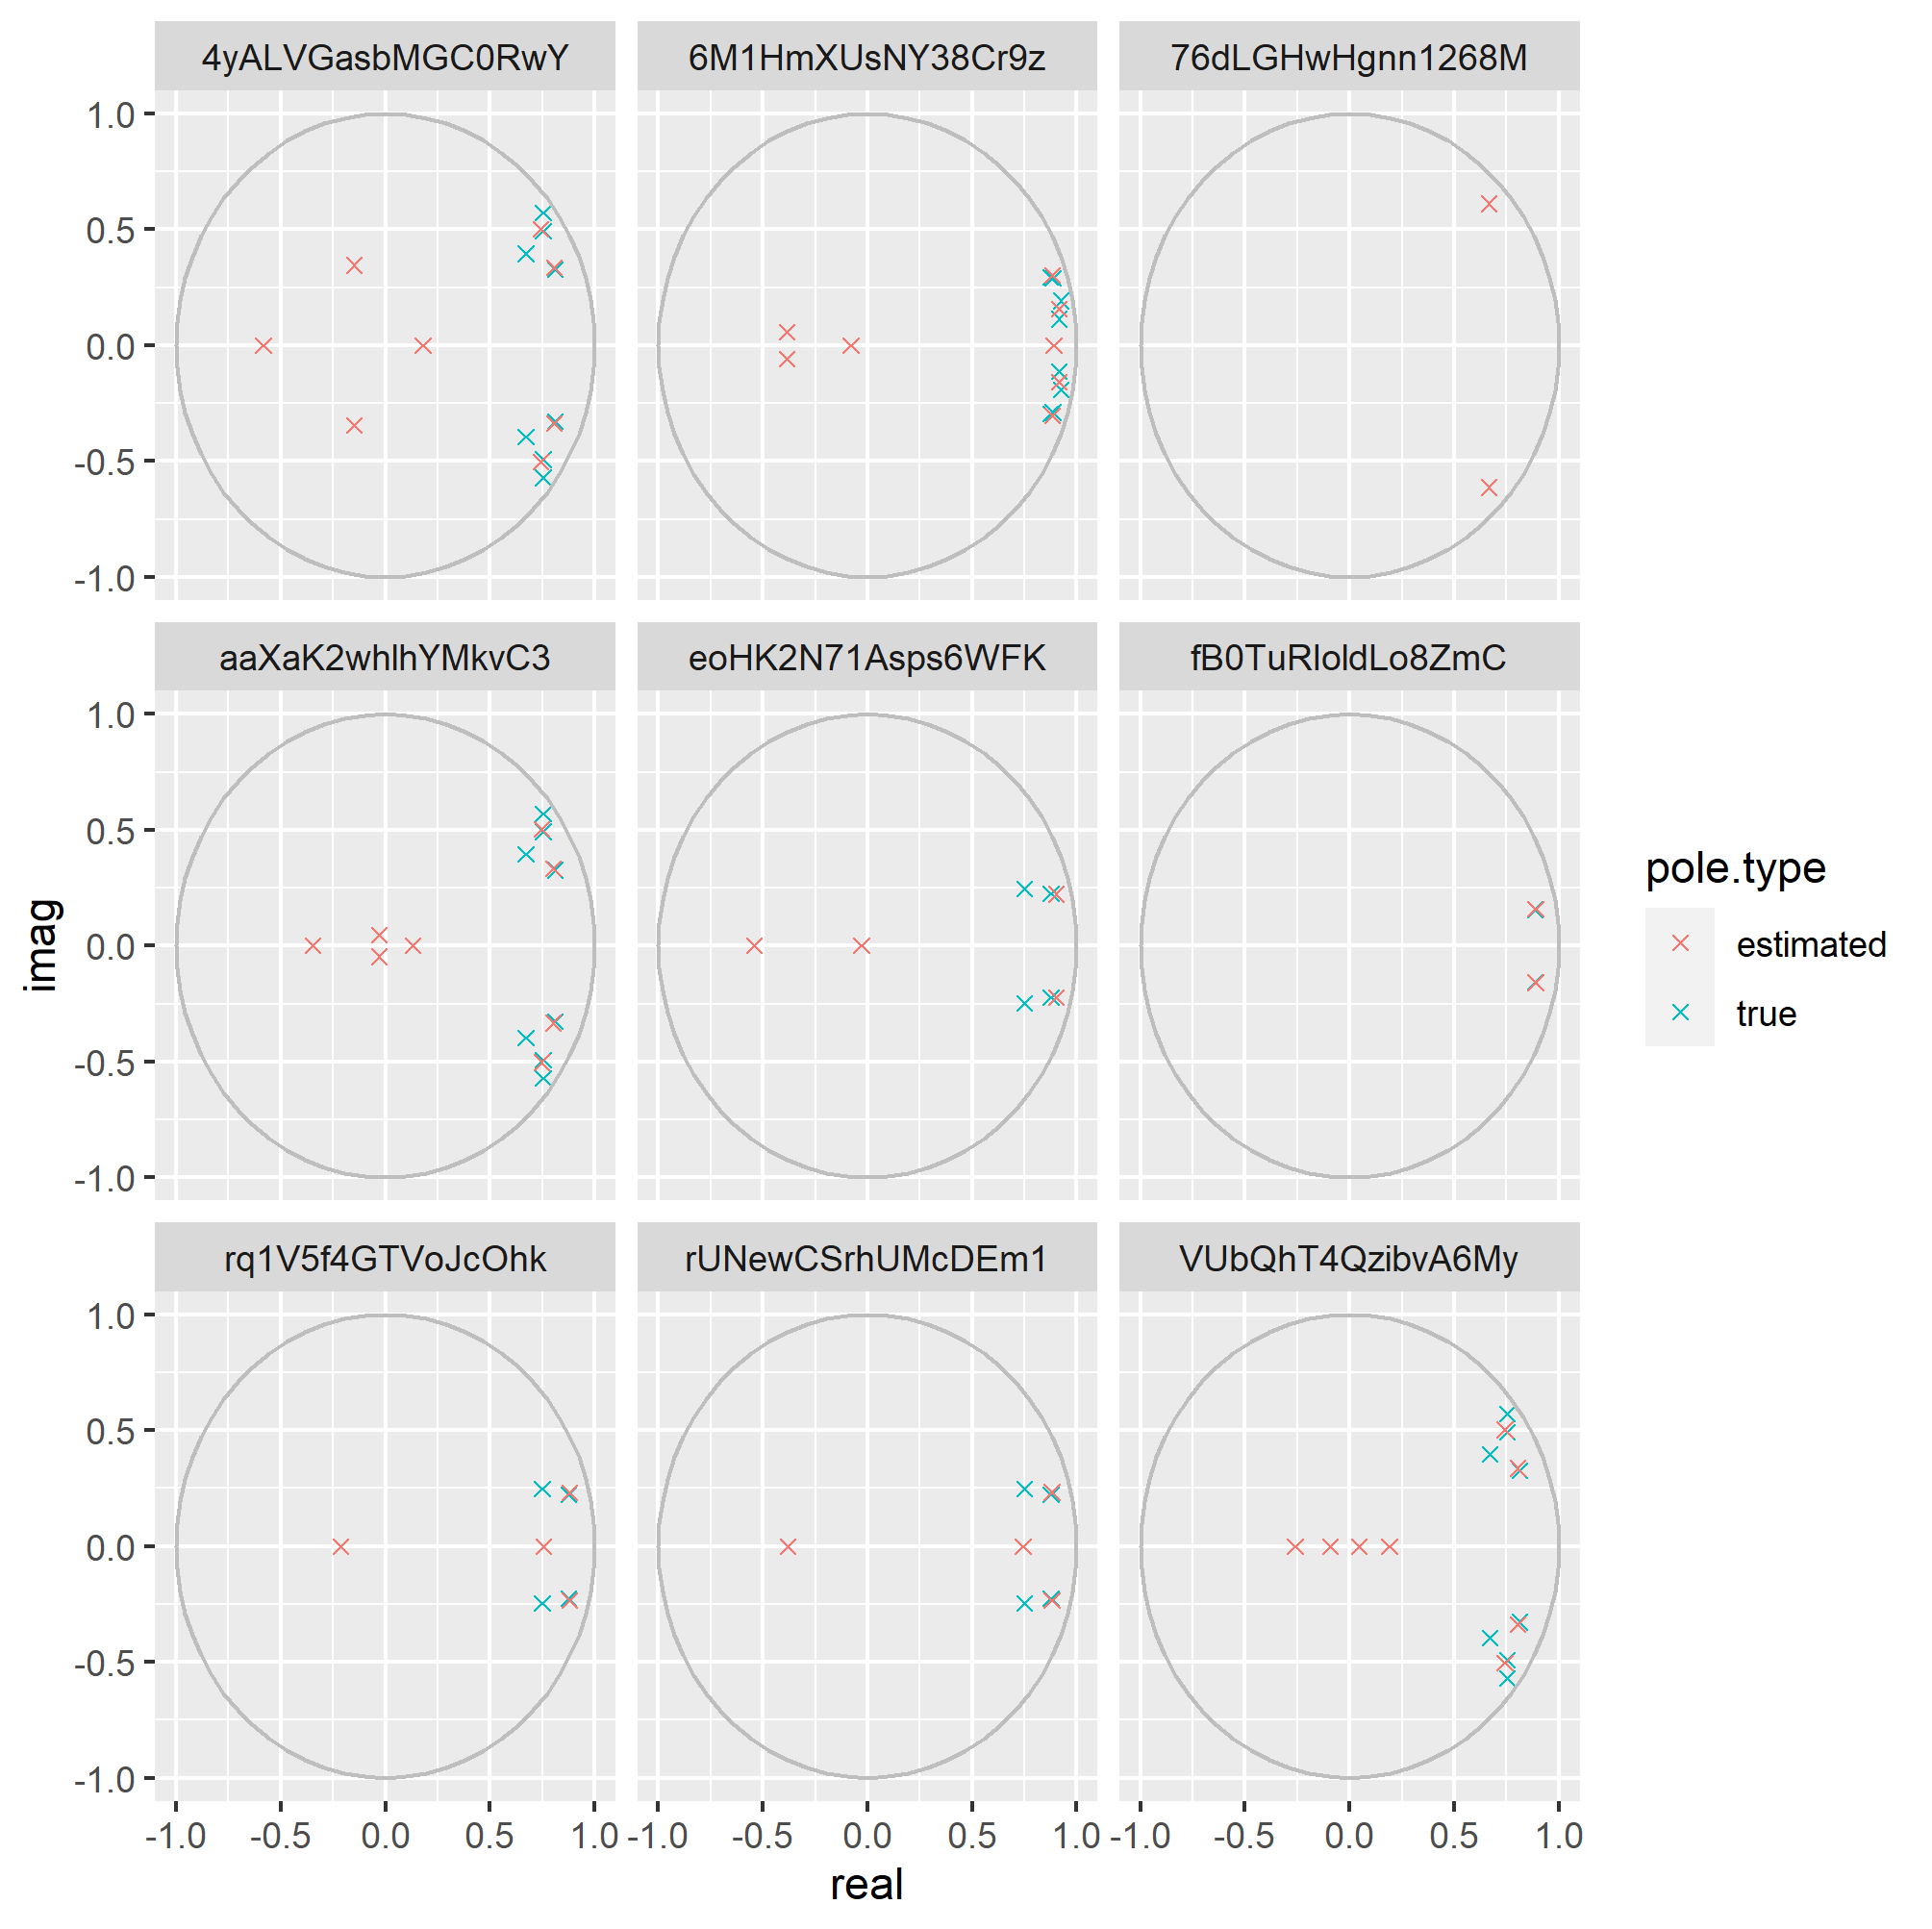 4yALVGasbMGC0RwY 6M1HmXUsNY38Cr9z 76dLGHwHgnn1268M
1.0
0.5
0.0
-0.5
-1.0
aaXaK2whlhYMkvC3 eoHK2N71Asps6WFK fB0TuRloldLo8ZmC
1.0
0.5
0.0
-0.5
-1.0
imag
pole.type
estimated
true
rq1V5f4GTVoJcOhk rUNewCSrhUMcDEm1 VUbQhT4QzibvA6My
1.0
0.5
0.0
-0.5
-1.0
-1.0 -0.5 0.0 0.5 1.0 -1.0 -0.5 0.0 0.5 1.0 -1.0 -0.5 0.0 0.5 1.0
real